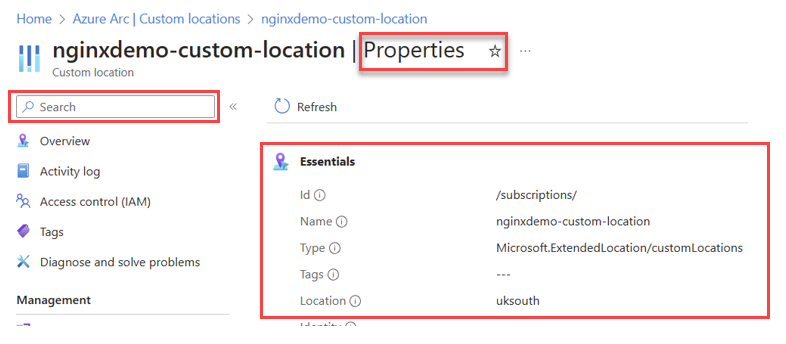 Home > Azure Arc | Custom locations > nginxdemo-custom-location
nginxdemo-custom-location | Properties ☆ ...
Custom location
Search «
Refresh
Overview
Activity log
Access control (IAM)
Tags
Diagnose and solve problems
Management
Essentials
Id /subscriptions/
Name nginxdemo-custom-location
Type Microsoft.ExtendedLocation/customLocations
Tags ---
Location uksouth
Identity